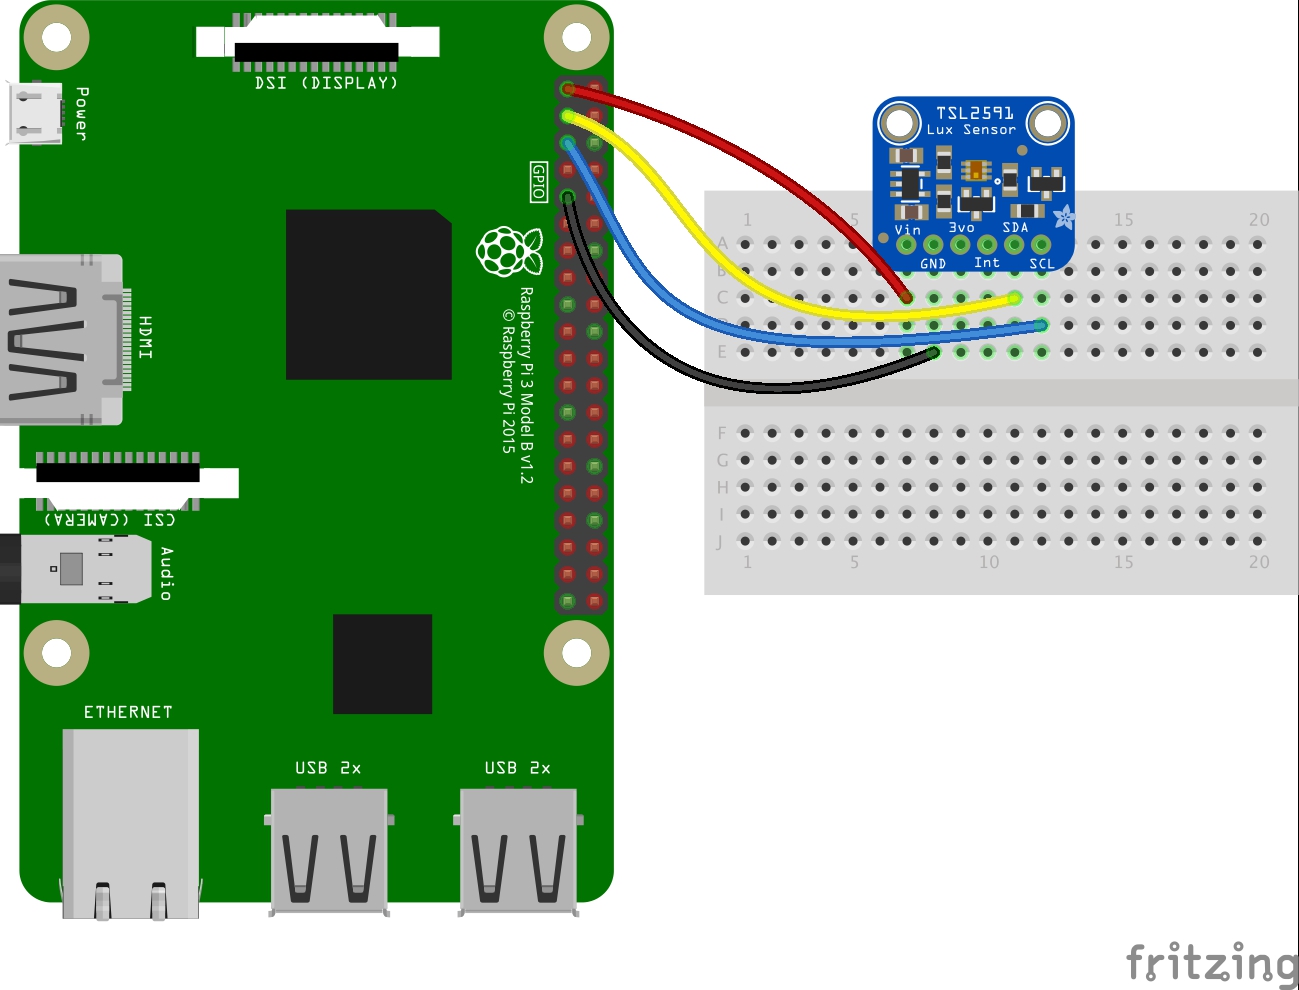 DSI (DISPLAY)
Power
GPIO
Raspberry Pi 3 Model B v1.2
© Raspberry Pi 2015
HDMI
CSI (CAMERA)
Audio
ETHERNET
USB 2x
USB 2x
TSL2591
Lux Sensor
Vin
3vo
SDA
GND
Int
SCL
1 5 15 20
A
B
C
E
F
G
H
I
J
1 5 10 15 20
fritzing